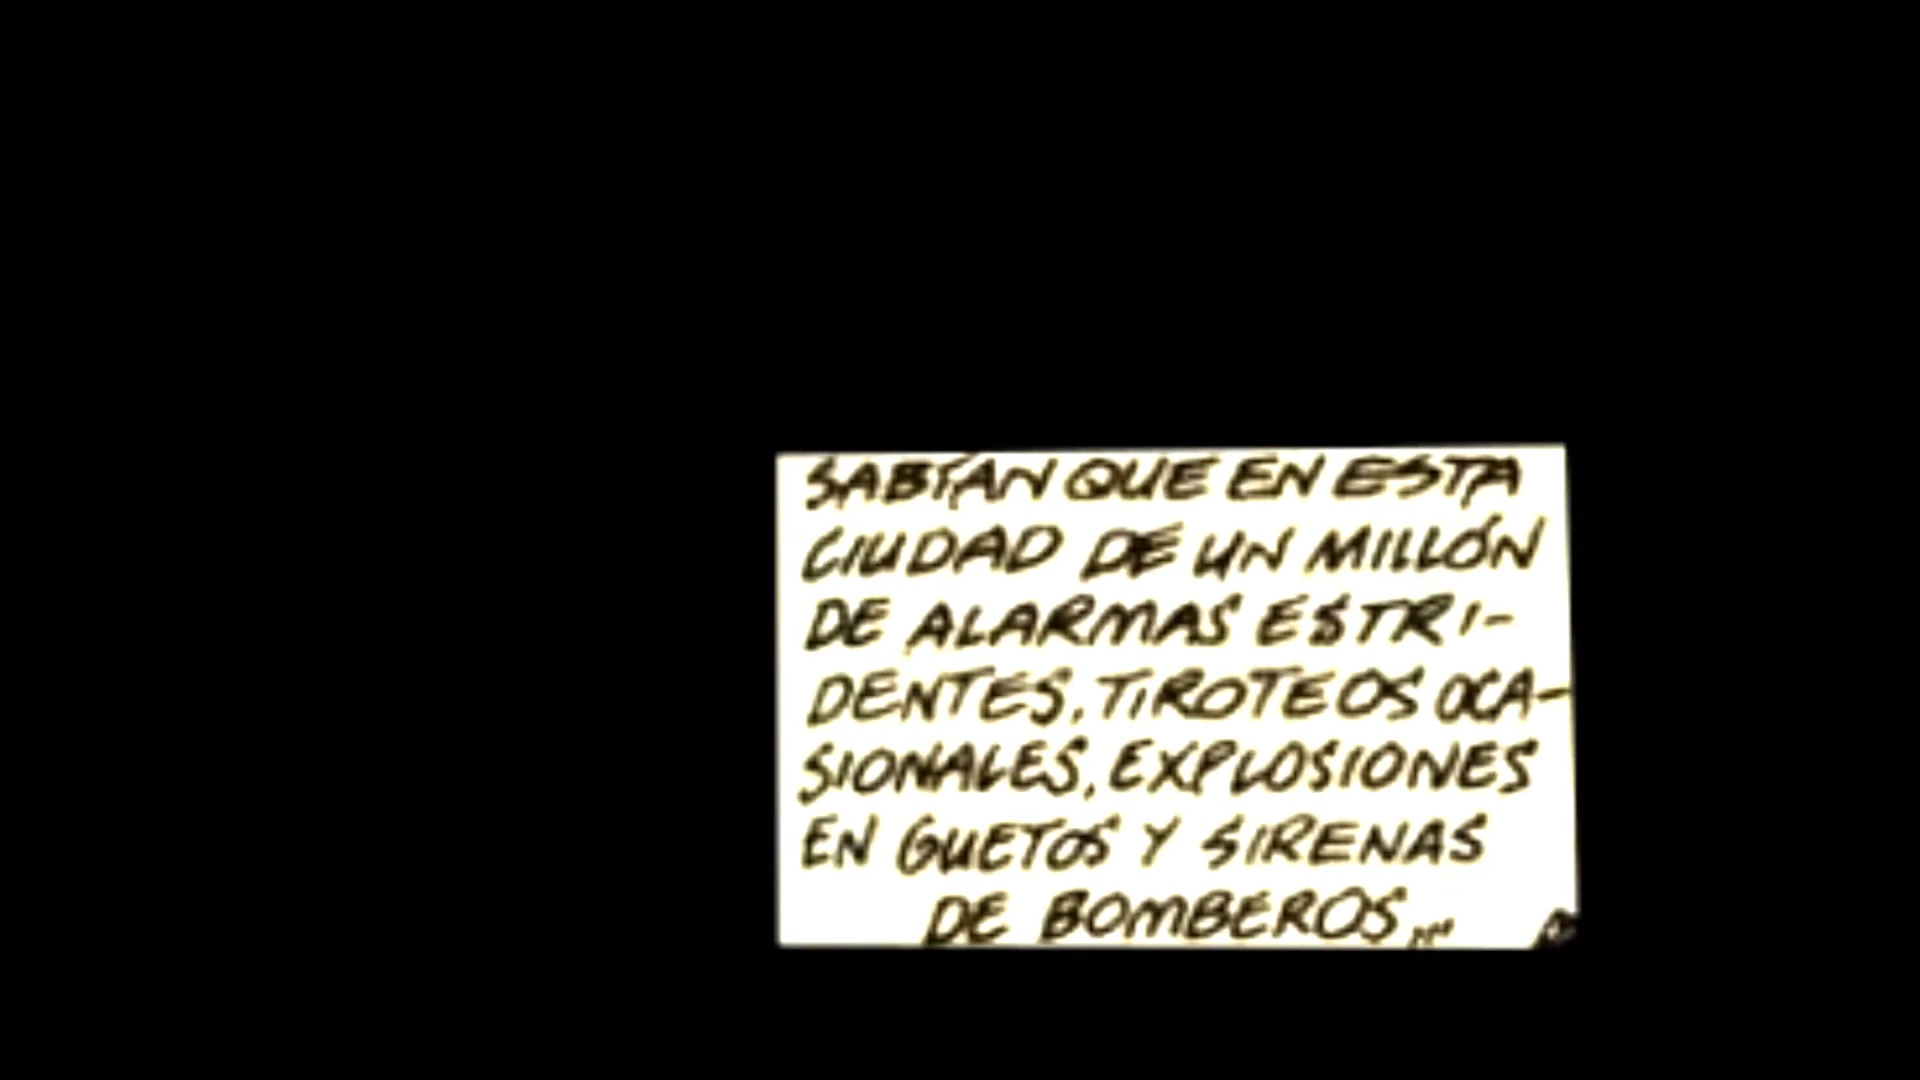 SABÍAN QUE EN ESTA
CIUDAD DE UN MILLÓN
DE ALARMAS ESTRI-
DENTES, TIROTEOS OCA-
SIONALES, EXPLOSIONES
EN GUETOS Y SIRENAS
DE BOMBEROS...